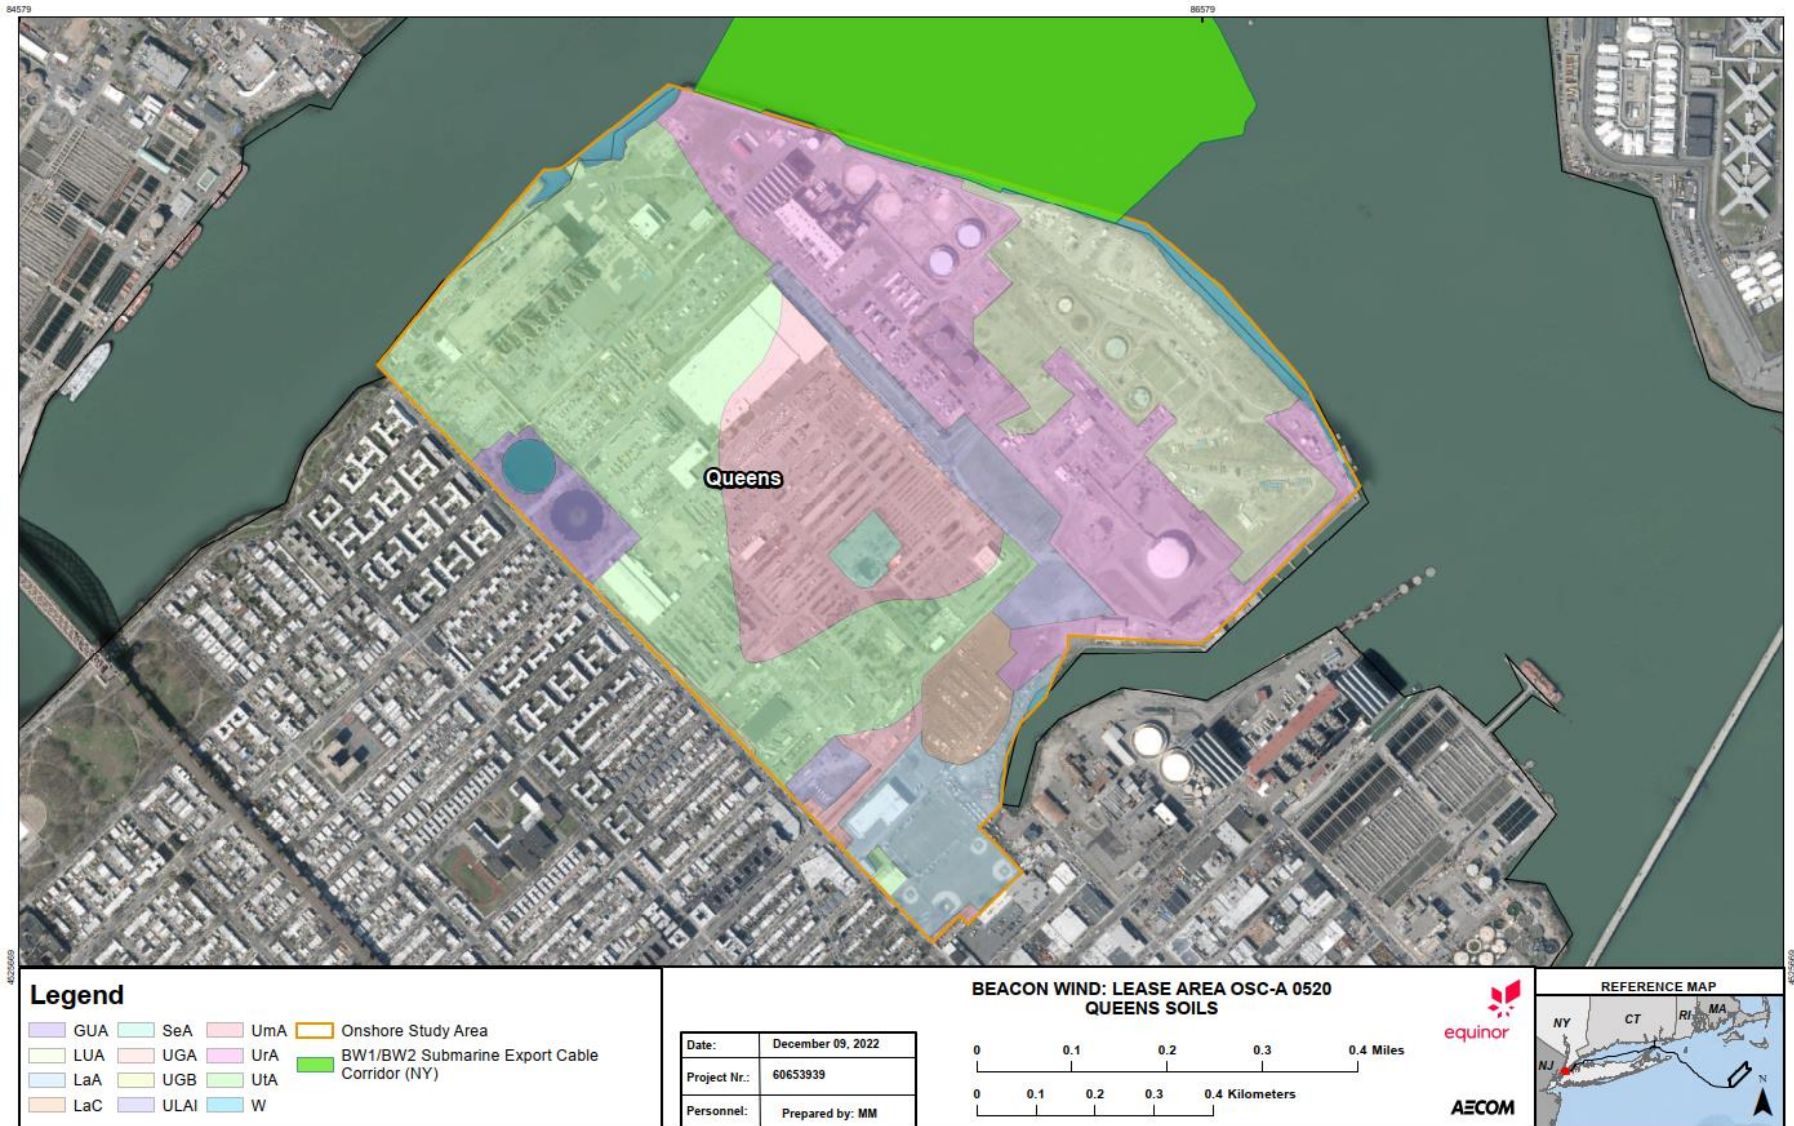 84579
86579
Queens
4525669
4525669
Legend
GUA
LUA
LaA
LaC
SeA
UGA
UGB
ULAI
UmA
UrA
UtA
W
Onshore Study Area
BW1/BW2 Submarine Export Cable
Corridor (NY)
Date: December 09, 2022
Project Nr.: 60653939
Personnel: Prepared by: MM
BEACON WIND: LEASE AREA OSC-A 0520
QUEENS SOILS
0 0.1 0.2 0.3 0.4 Miles
0 0.1 0.2 0.3 0.4 Kilometers
equinor
AECOM
REFERENCE MAP
NY
CT
RI
MA
NJ
N